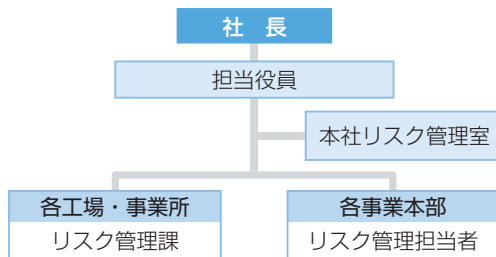 社 長
担当役員
本社リスク管理室
各工場・事業所
リスク管理課
各事業本部
リスク管理担当者